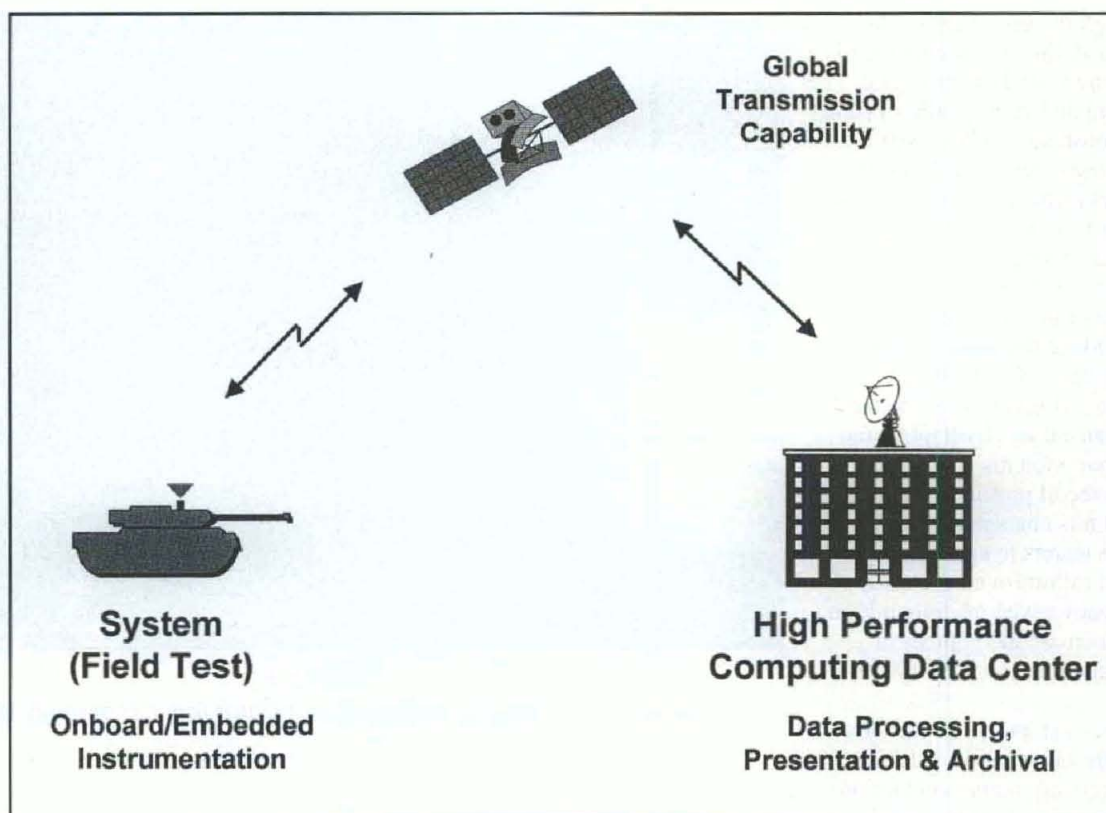 Global
Transmission
Capability
System
(Field Test)
Onboard/Embedded
Instrumentation
High Performance
Computing Data Center
Data Processing,
Presentation & Archival